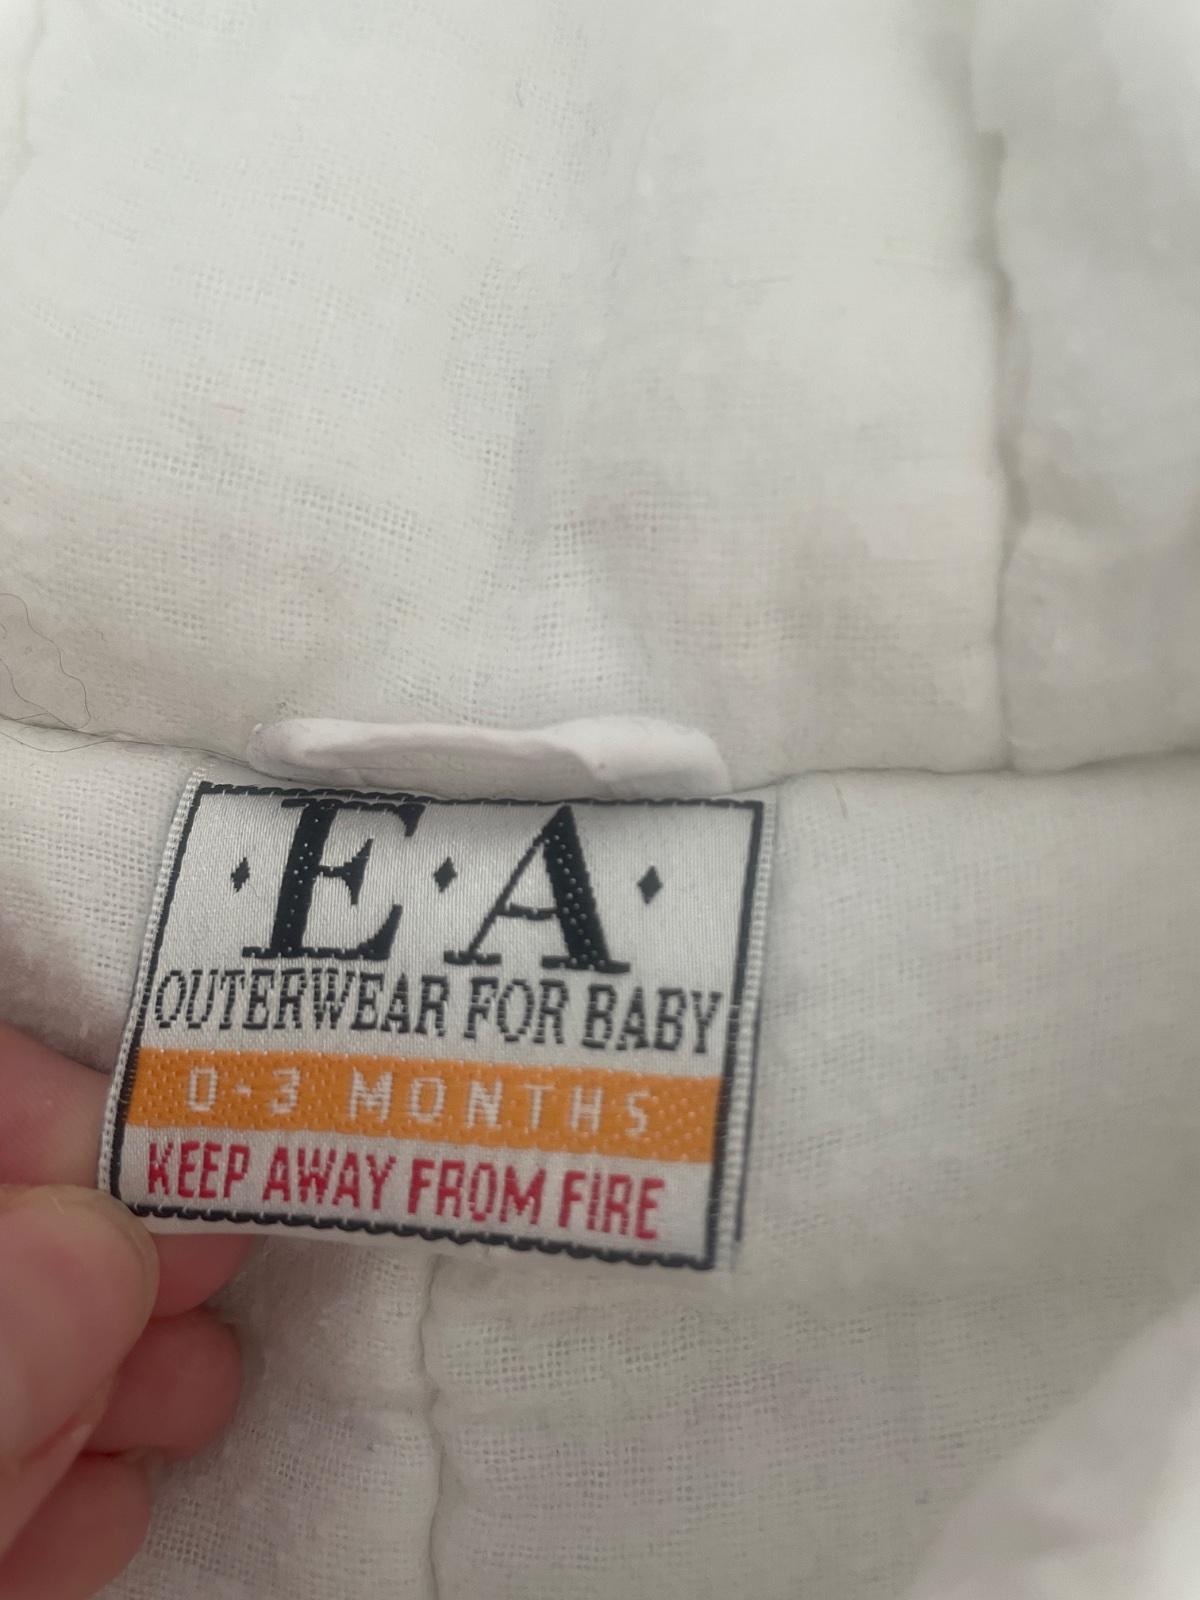 ·E·A·
OUTERWEAR FOR BABY
0-3 MONTHS
KEEP AWAY FROM FIRE